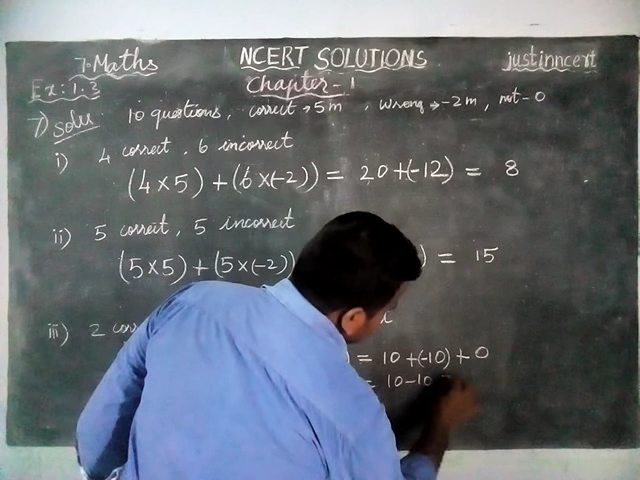 7. Maths NCERT SOLUTIONS justinncert
Ex: 1.2 Chapter - 1
7) Solu 10 questions, correct → 5m, wrong → -2m, not - 0
i) 4 correct, 6 incorrect
(4 × 5) + (6 × (-2)) = 20 + (-12) = 8
ii) 5 correct, 5 incorrect
(5 × 5) + (5 × (-2)) ) = 15
iii) 2
) = 10 + (-10) + 0
= 10 - 10